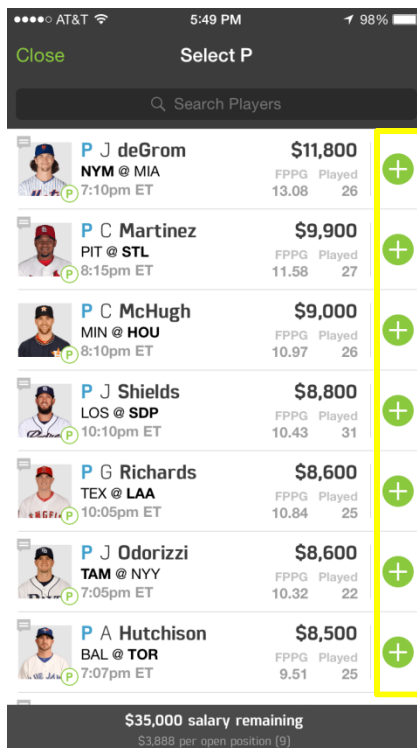 AT&T 5:49 PM 98%
Close Select P
Search Players
P J deGrom $11,800
NYM @ MIA FPPG Played
P 7:10pm ET 13.08 26
P C Martinez $9,900
PIT @ STL FPPG Played
P 8:15pm ET 11.58 27
P C McHugh $9,000
MIN @ HOU FPPG Played
P 8:10pm ET 10.97 26
P J Shields $8,800
LOS @ SDP FPPG Played
P 10:10pm ET 10.43 31
P G Richards $8,600
TEX @ LAA FPPG Played
P 10:05pm ET 10.84 25
P J Odorizzi $8,600
TAM @ NYY FPPG Played
P 7:05pm ET 10.32 22
P A Hutchison $8,500
BAL @ TOR FPPG Played
P 7:07pm ET 9.51 25
$35,000 salary remaining
$3,888 per open position (9)